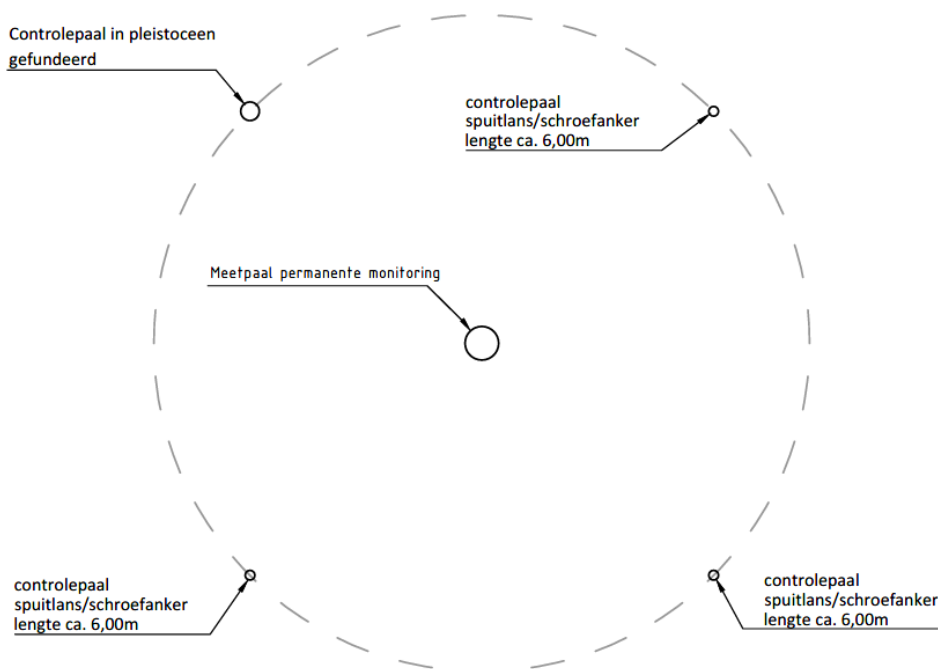 Controlepaal in pleistoceen
gefundeerd
controlepaal
spuitlans/schroefanker
lengte ca. 6,00m
Meetpaal permanente monitoring
controlepaal
spuitlans/schroefanker
lengte ca. 6,00m
controlepaal
spuitlans/schroefanker
lengte ca. 6,00m